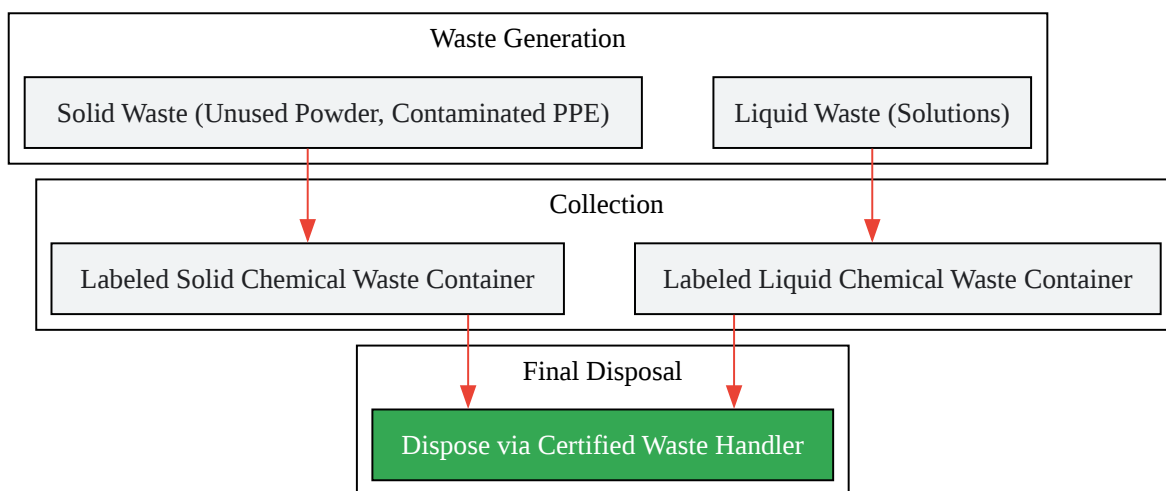 Waste Generation
Solid Waste (Unused Powder, Contaminated PPE)
Liquid Waste (Solutions)
Collection
Labeled Solid Chemical Waste Container
Labeled Liquid Chemical Waste Container
Final Disposal
Dispose via Certified Waste Handler